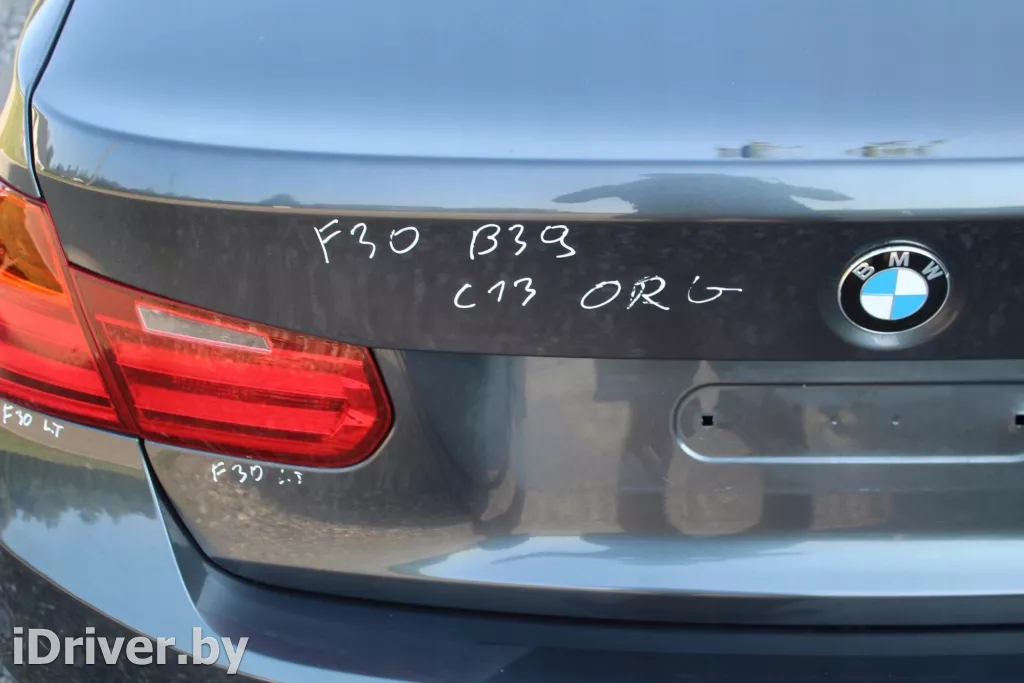 F30 B39
C13 ORG
BMW
F30 LT
F30 LT
iDriver.by